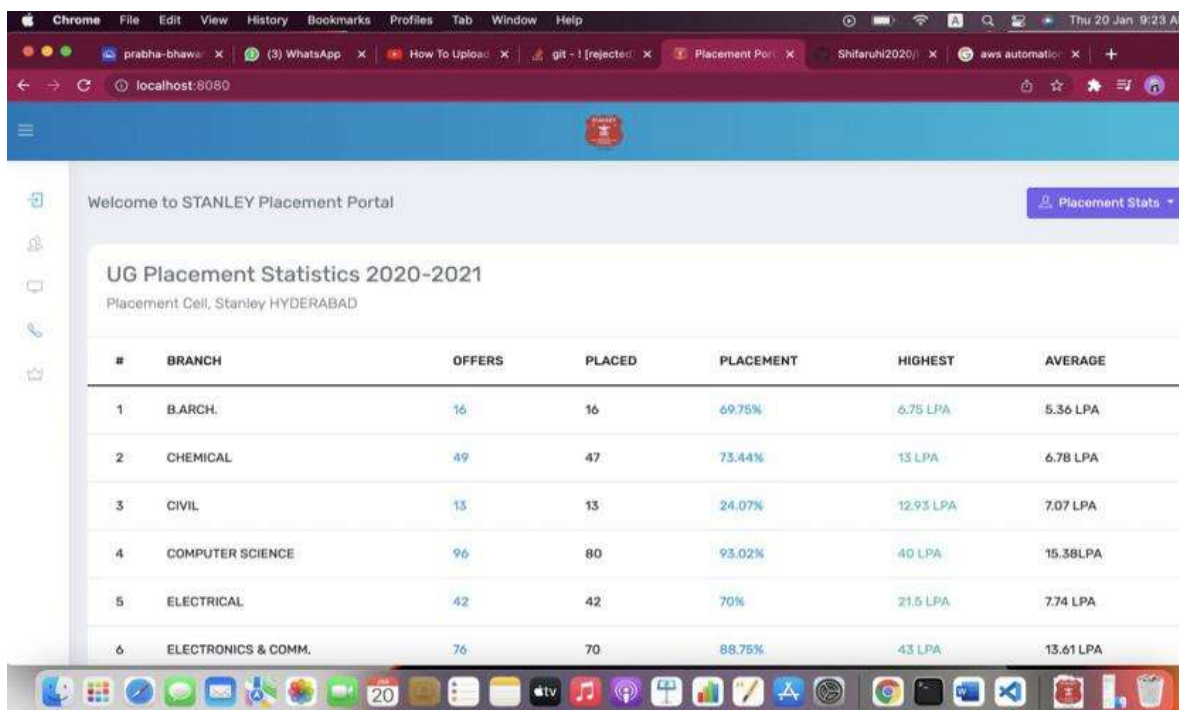 Chrome File Edit View History Bookmarks Profiles Tab Window Help A Thu 20 Jan 9:23 A
prabha-bhawan (3) WhatsApp How To Upload git - ! [rejected] Placement Port Shifaruhi2020/ aws automation
localhost:8080
STANLEY
Welcome to STANLEY Placement Portal Placement Stats
UG Placement Statistics 2020-2021
Placement Cell, Stanley HYDERABAD
# BRANCH OFFERS PLACED PLACEMENT HIGHEST AVERAGE
1 B.ARCH. 16 16 69.75% 6.75 LPA 5.36 LPA
2 CHEMICAL 49 47 73.44% 13 LPA 6.78 LPA
3 CIVIL 13 13 24.07% 12.93 LPA 7.07 LPA
4 COMPUTER SCIENCE 96 80 93.02% 40 LPA 15.38LPA
5 ELECTRICAL 42 42 70% 21.5 LPA 7.74 LPA
6 ELECTRONICS & COMM. 76 70 88.75% 43 LPA 13.61 LPA
20 tv